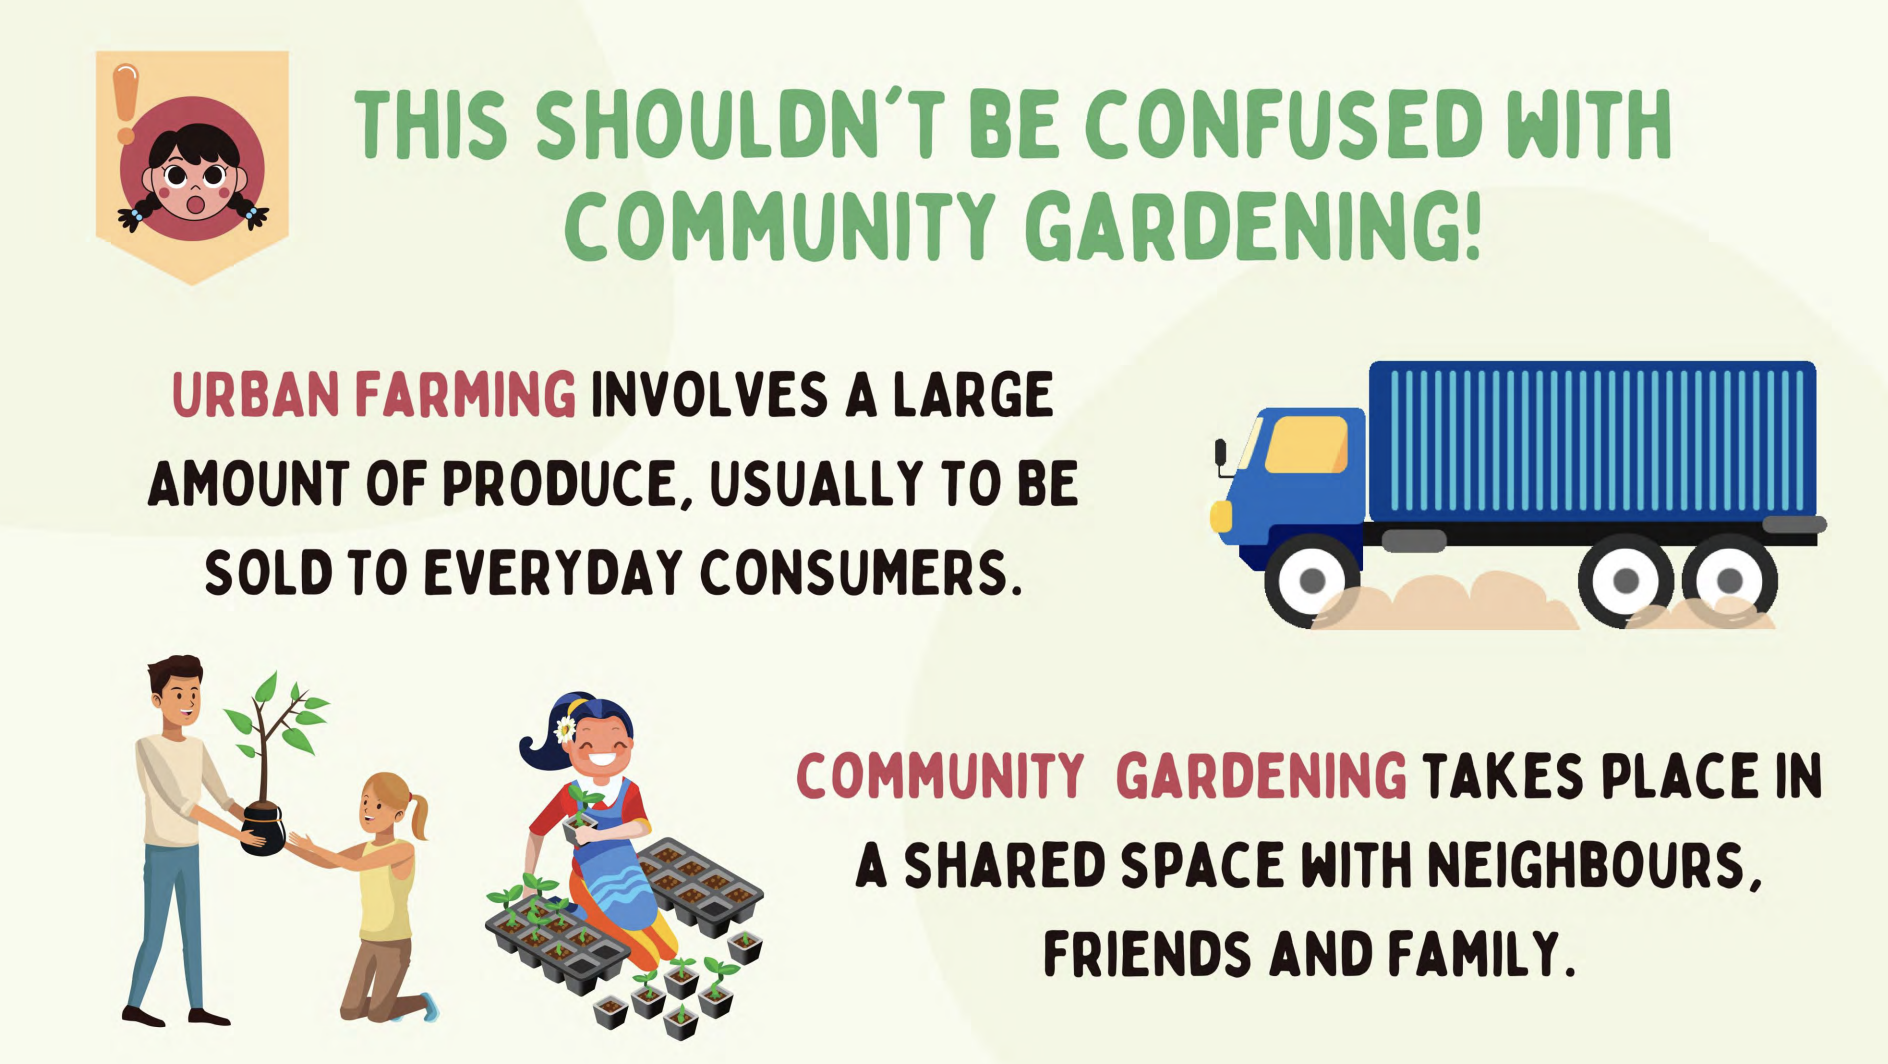 THIS SHOULDN'T BE CONFUSED WITH
COMMUNITY GARDENING!
URBAN FARMING INVOLVES A LARGE
AMOUNT OF PRODUCE, USUALLY TO BE
SOLD TO EVERYDAY CONSUMERS.
COMMUNITY GARDENING TAKES PLACE IN
A SHARED SPACE WITH NEIGHBOURS,
FRIENDS AND FAMILY.